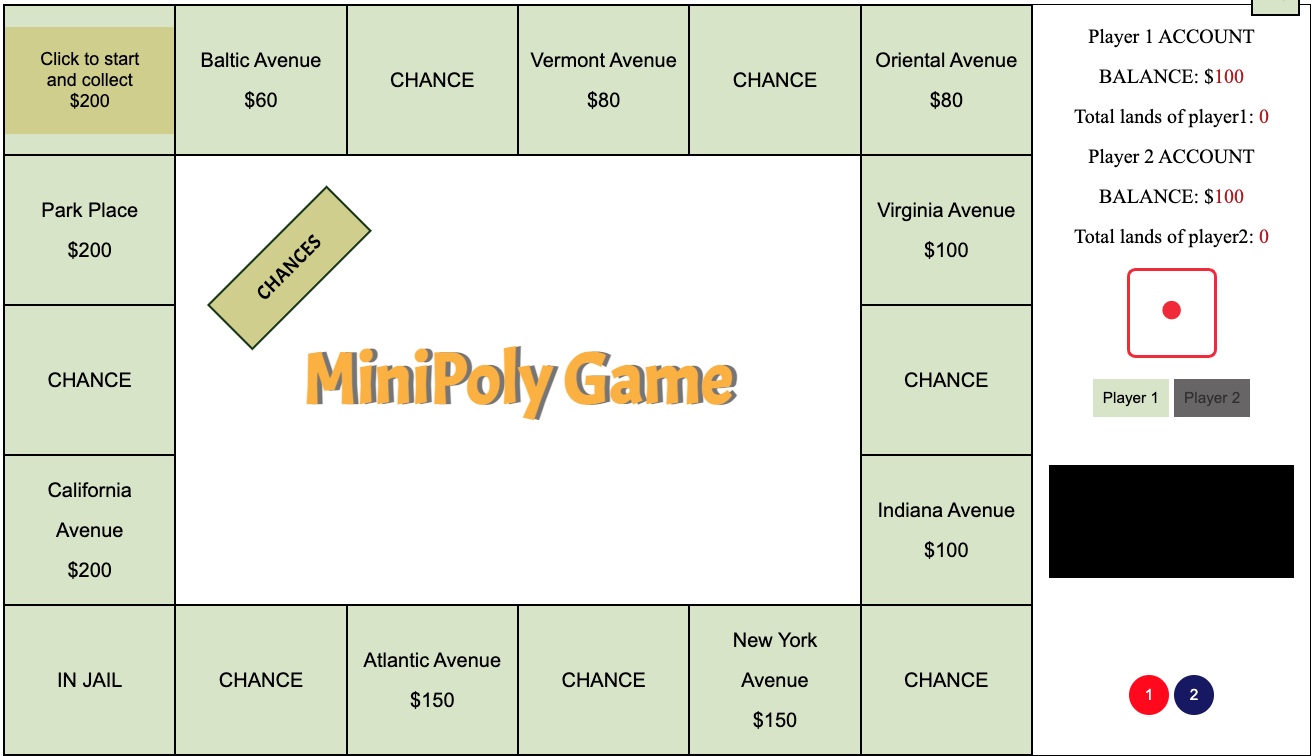 Click to start
and collect
$200
Baltic Avenue
$60
CHANCE
Vermont Avenue
$80
CHANCE
Oriental Avenue
$80
Park Place
$200
CHANCES
Virginia Avenue
$100
CHANCE
MiniPoly Game
CHANCE
California
Avenue
$200
Indiana Avenue
$100
IN JAIL
CHANCE
Atlantic Avenue
$150
CHANCE
New York
Avenue
$150
CHANCE
Player 1 ACCOUNT
BALANCE: $100
Total lands of player1: 0
Player 2 ACCOUNT
BALANCE: $100
Total lands of player2: 0
Player 1 Player 2
1 2